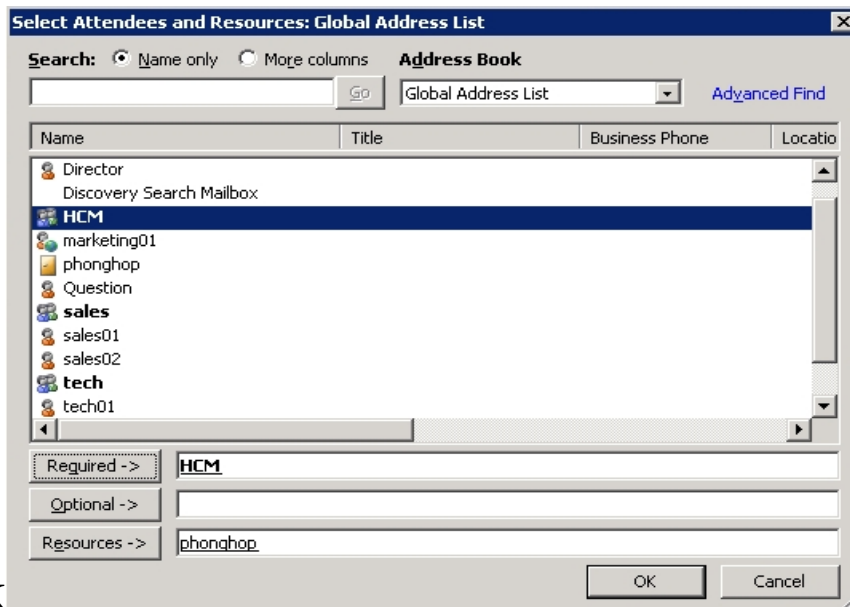 Select Attendees and Resources: Global Address List
Search: Name only More columns Address Book
Go Global Address List Advanced Find
Name Title Business Phone Locatio
Director
Discovery Search Mailbox
HCM
marketing01
phonghop
Question
sales
sales01
sales02
tech
tech01
Required -> HCM
Optional ->
Resources -> phonghop
OK Cancel